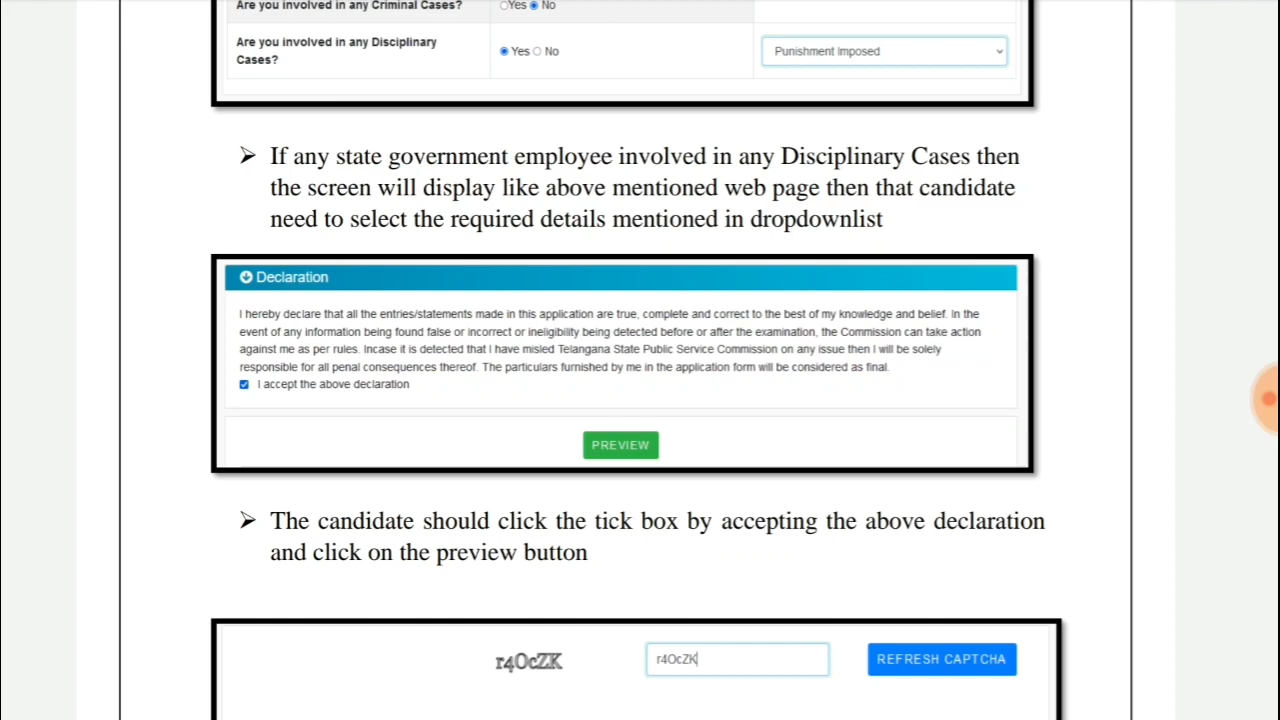 Are you involved in any Criminal Cases? Yes No
Are you involved in any Disciplinary
Cases?
Yes No
Punishment Imposed
➢ If any state government employee involved in any Disciplinary Cases then
the screen will display like above mentioned web page then that candidate
need to select the required details mentioned in dropdownlist
Declaration
I hereby declare that all the entries/statements made in this application are true, complete and correct to the best of my knowledge and belief. In the
event of any information being found false or incorrect or ineligibility being detected before or after the examination, the Commission can take action
against me as per rules. Incase it is detected that I have misled Telangana State Public Service Commission on any issue then I will be solely
responsible for all penal consequences thereof. The particulars furnished by me in the application form will be considered as final.
I accept the above declaration
PREVIEW
➢ The candidate should click the tick box by accepting the above declaration
and click on the preview button
r4OcZK r4OcZK REFRESH CAPTCHA